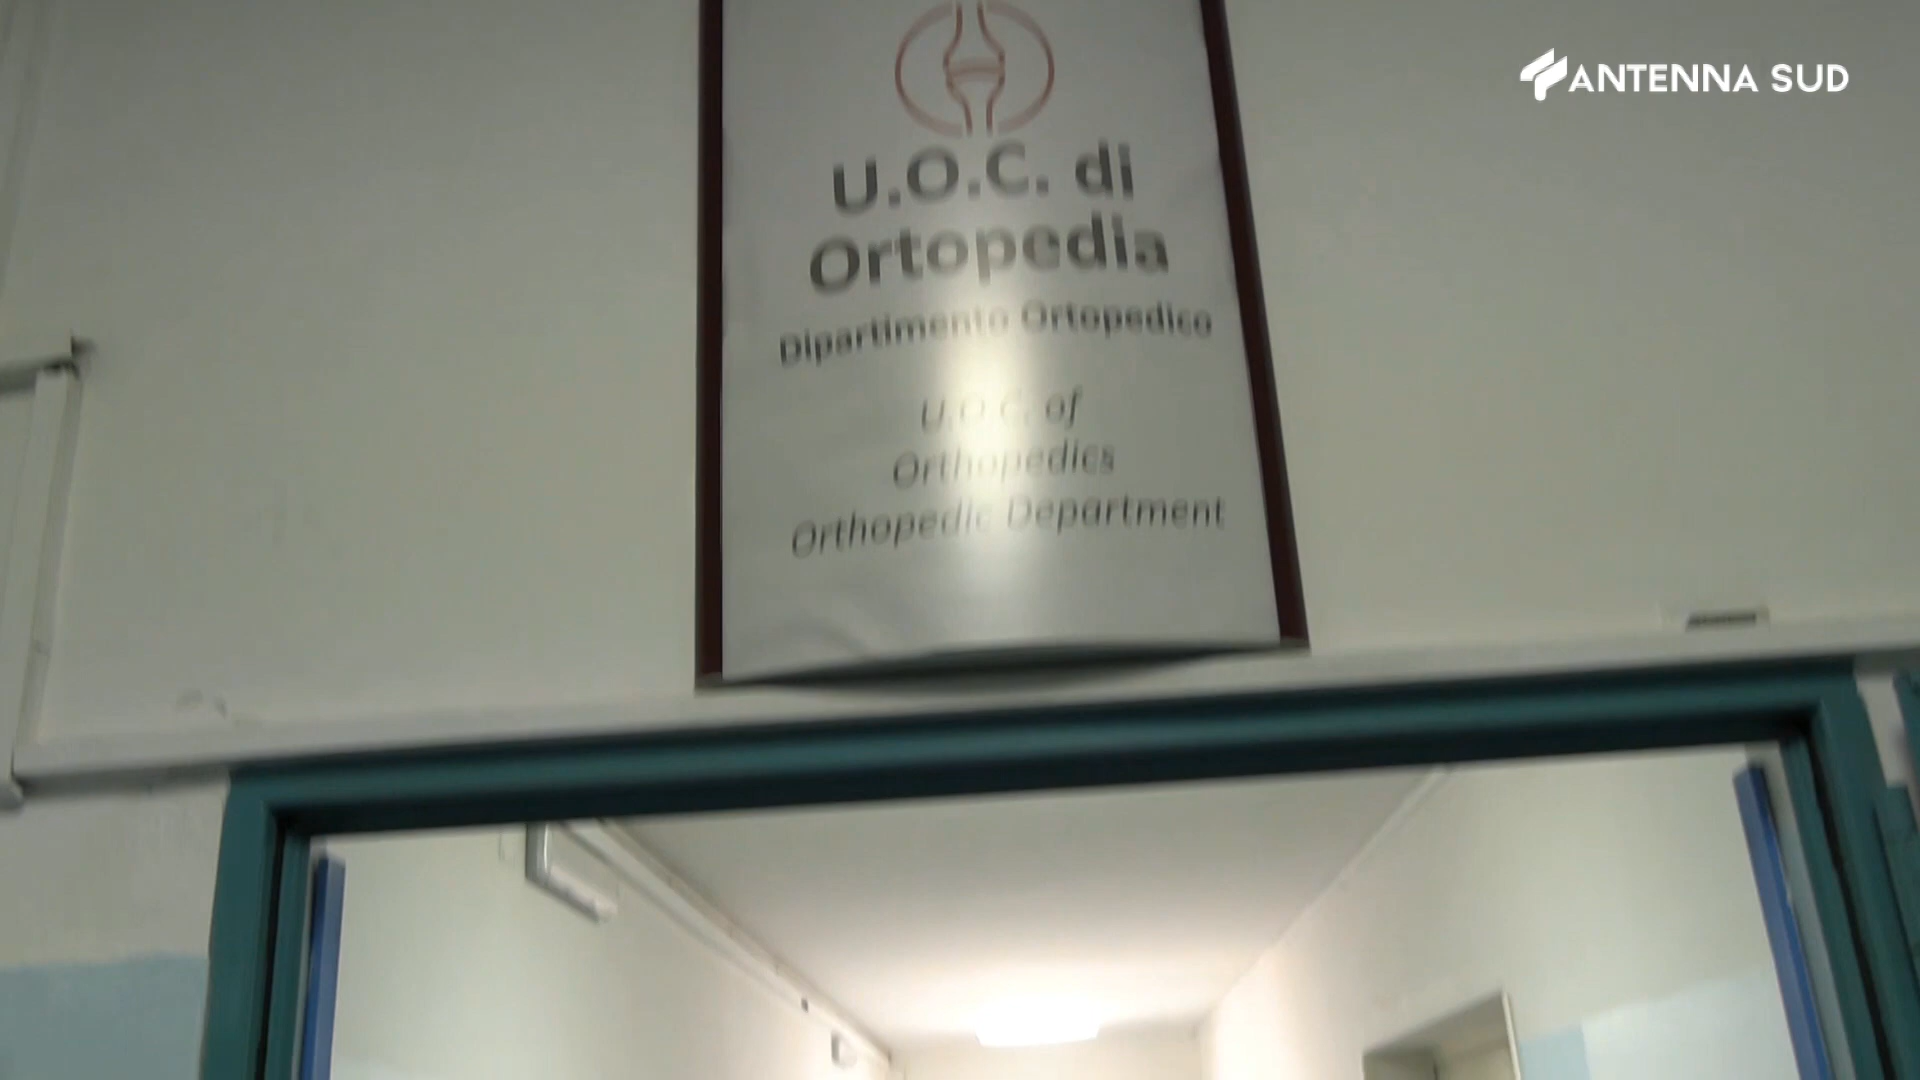 ANTENNA SUD
U.O.C. di
Ortopedia
Dipartimento Ortopedico
U.O.C. of
Orthopedics
Orthopedic Department